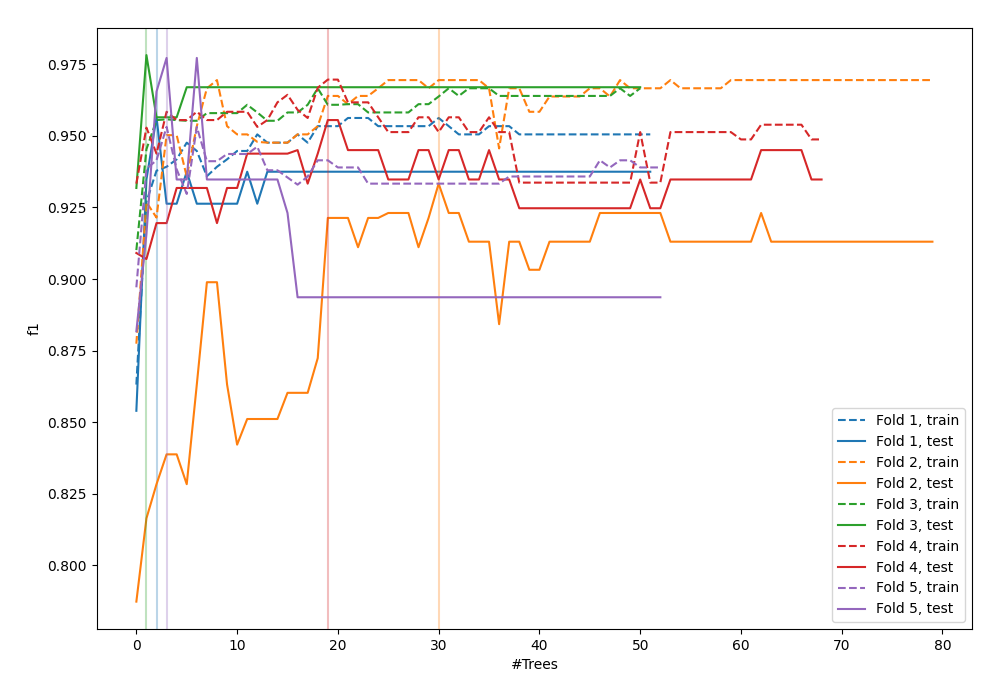 0.975
0.950
0.925
0.900
0.875
0.850
0.825
0.800
f1
0 10 20 30 40 50 60 70 80
#Trees
Fold 1, train
Fold 1, test
Fold 2, train
Fold 2, test
Fold 3, train
Fold 3, test
Fold 4, train
Fold 4, test
Fold 5, train
Fold 5, test